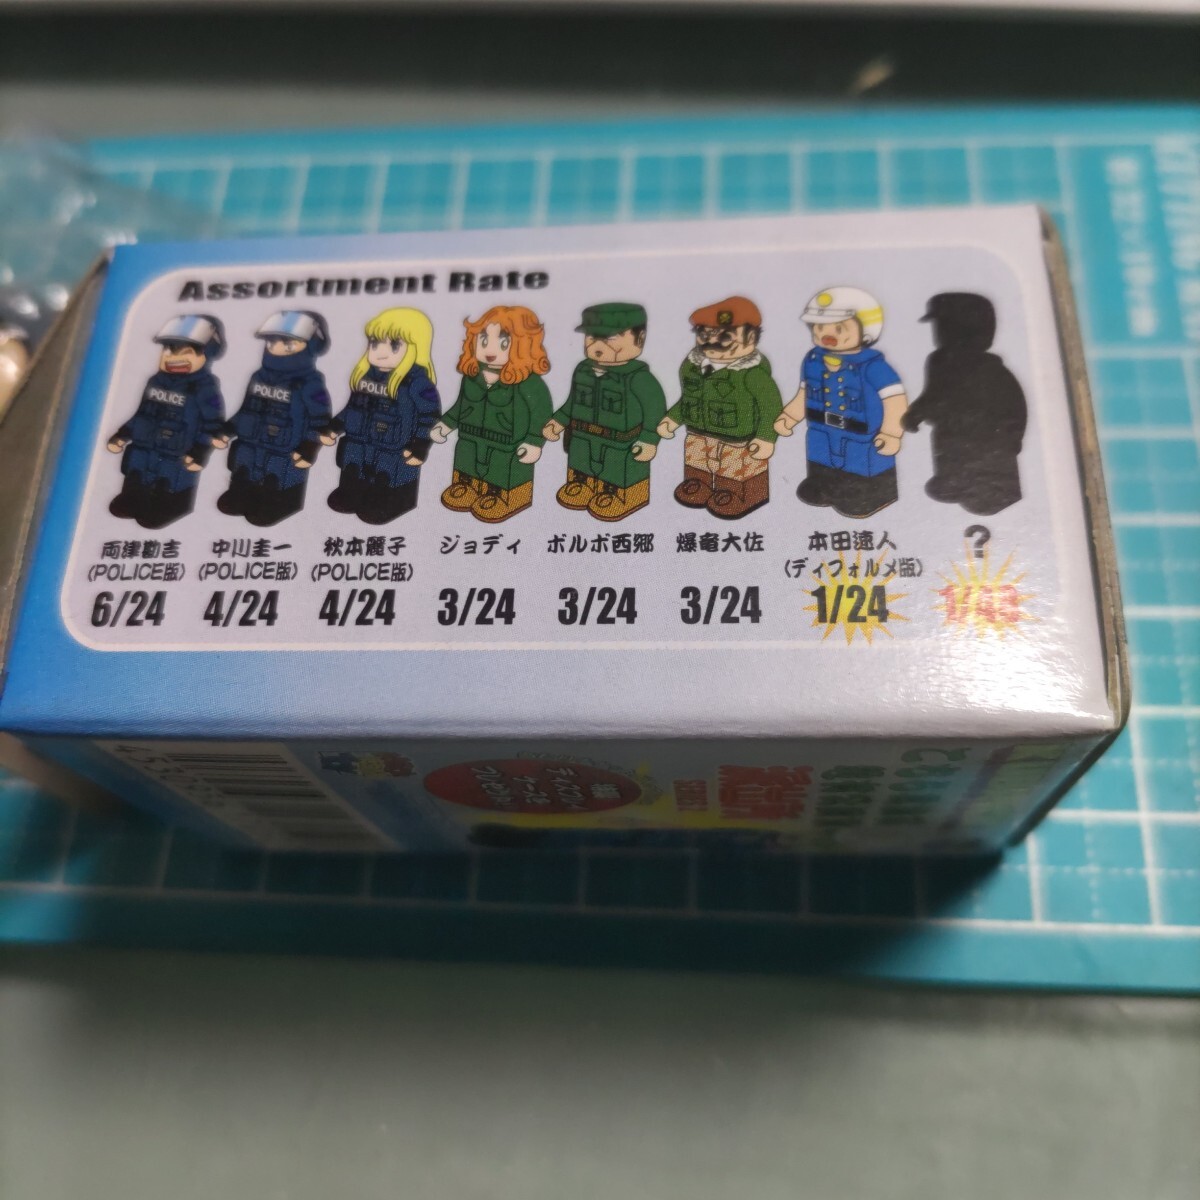 Assortment Rate
POLICE
POLICE
POLICE
両津勘吉
(POLICE版)
6/24
中川圭一
(POLICE版)
4/24
秋本麗子
(POLICE版)
4/24
ジョディ
3/24
ボルボ西郷
3/24
爆竜大佐
3/24
本田速人
(ディフォルメ版)
1/24
?